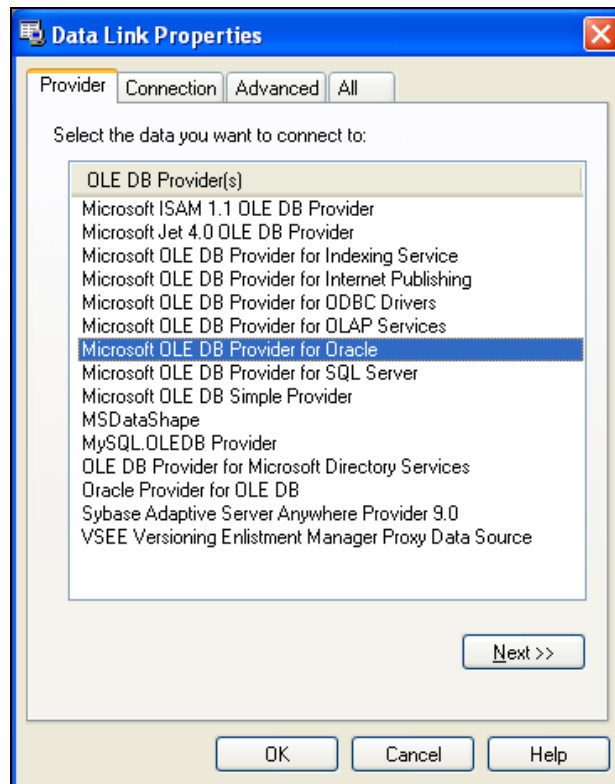 Data Link Properties
Provider Connection Advanced All
Select the data you want to connect to:
OLE DB Provider(s)
Microsoft ISAM 1.1 OLE DB Provider
Microsoft Jet 4.0 OLE DB Provider
Microsoft OLE DB Provider for Indexing Service
Microsoft OLE DB Provider for Internet Publishing
Microsoft OLE DB Provider for ODBC Drivers
Microsoft OLE DB Provider for OLAP Services
Microsoft OLE DB Provider for Oracle
Microsoft OLE DB Provider for SQL Server
Microsoft OLE DB Simple Provider
MSDataShape
MySQL.OLEDB Provider
OLE DB Provider for Microsoft Directory Services
Oracle Provider for OLE DB
Sybase Adaptive Server Anywhere Provider 9.0
VSEE Versioning Enlistment Manager Proxy Data Source
Next >>
OK Cancel Help